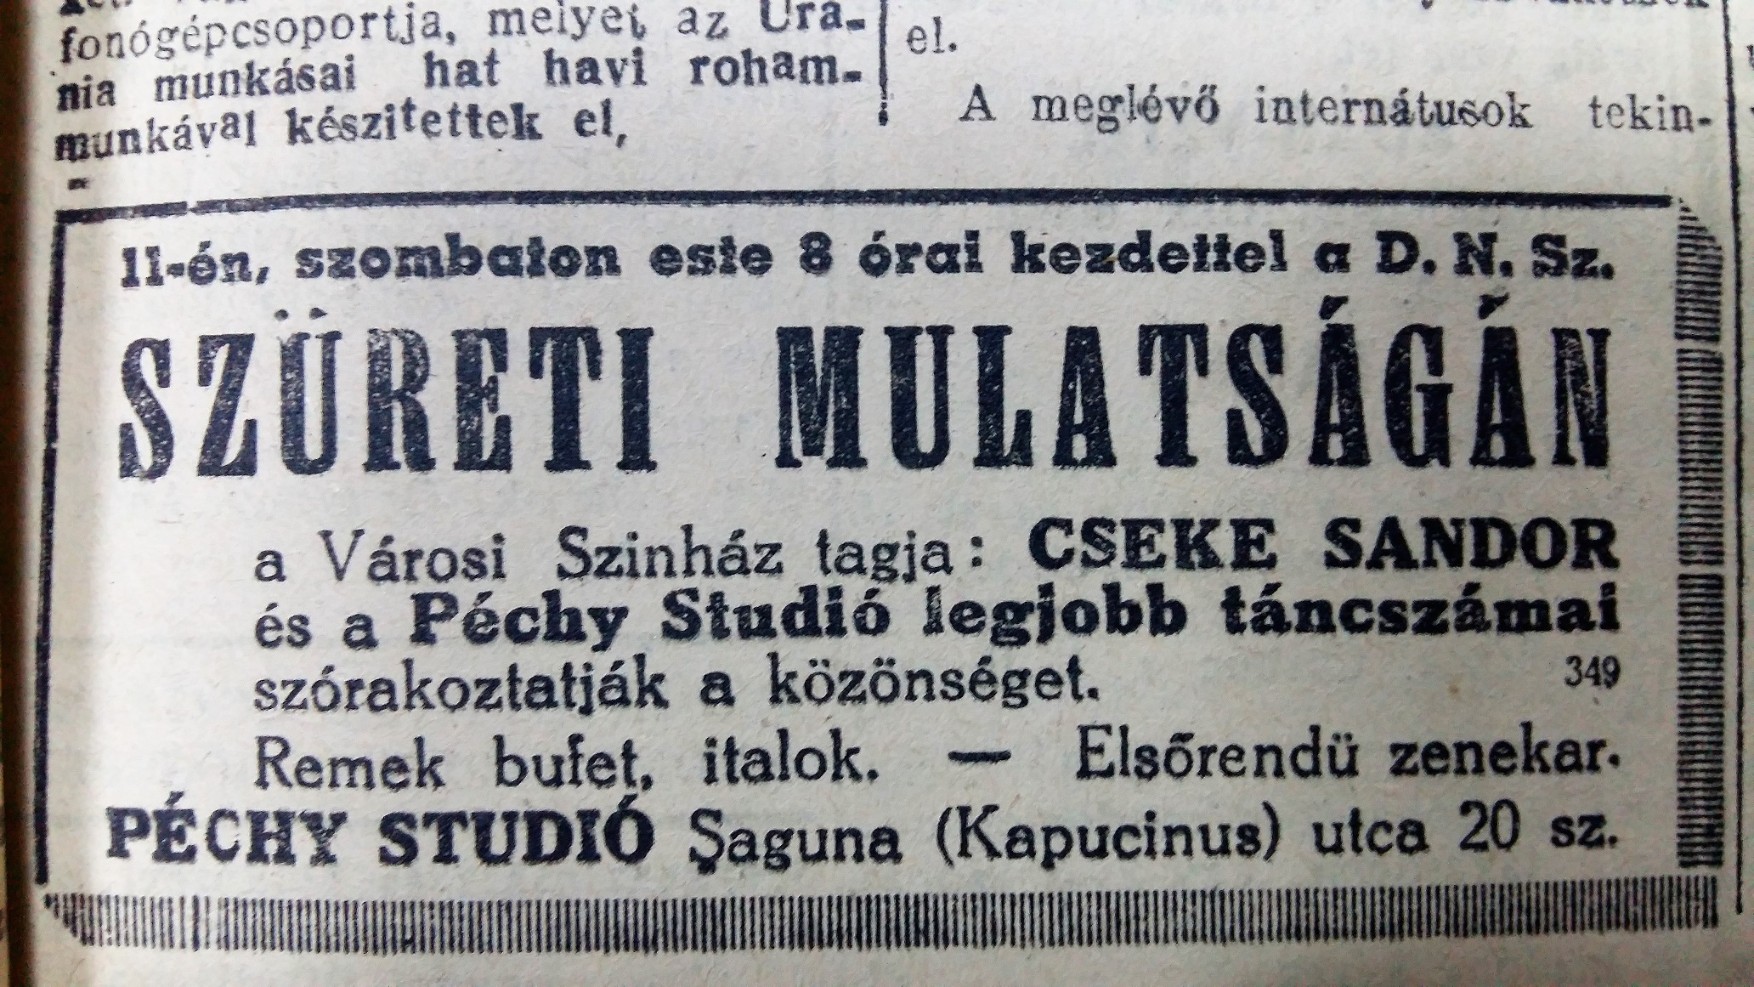 fonógépcsoportja, melyet az Ura-
nia munkásai hat havi roham-
munkával készitettek el,
el.
A meglévő internátusok tekin-
11-én, szombaton este 8 órai kezdettel a D. N. Sz.
SZÜRETI MULATSÁGÁN
a Városi Szinház tagja: CSEKE SANDOR
és a Péchy Studió legjobb táncszámai
szórakoztatják a közönséget.
349
Remek bufet, italok. — Elsőrendü zenekar.
PÉCHY STUDIÓ Şaguna (Kapucinus) utca 20 sz.